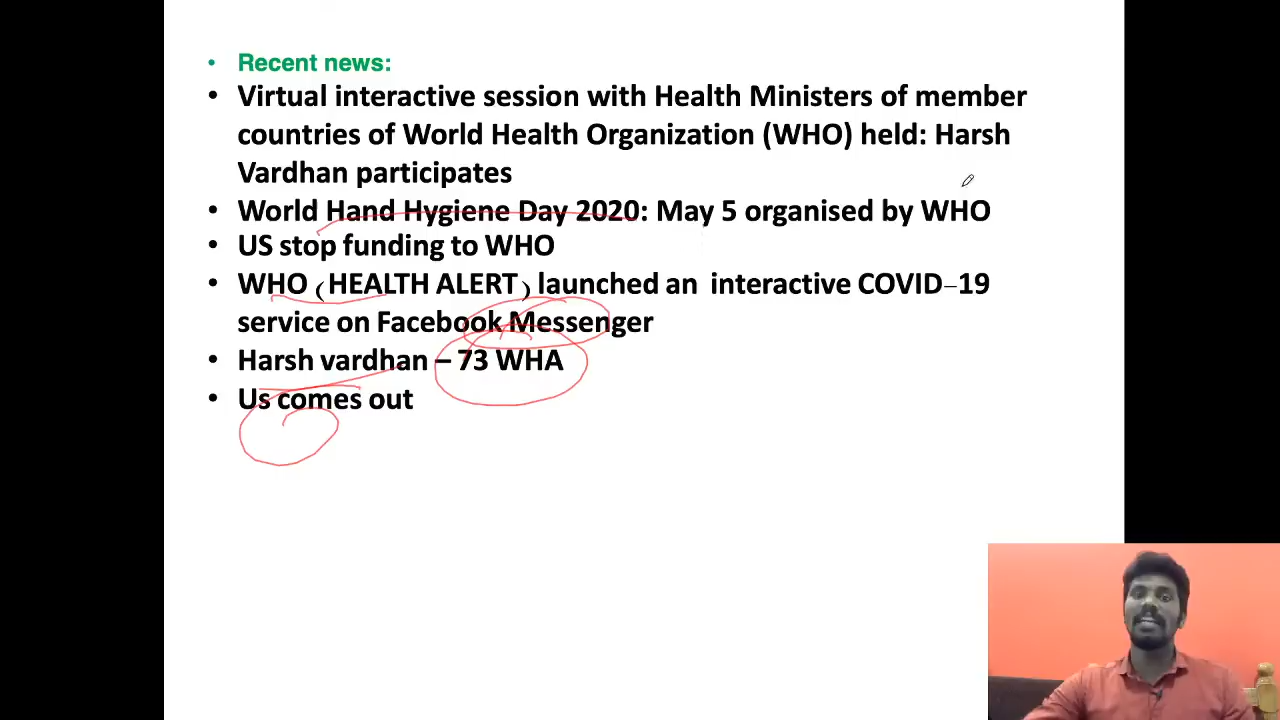 • Recent news:
• Virtual interactive session with Health Ministers of member
countries of World Health Organization (WHO) held: Harsh
Vardhan participates
• World Hand Hygiene Day 2020: May 5 organised by WHO
• US stop funding to WHO
• WHO (HEALTH ALERT) launched an interactive COVID-19
service on Facebook Messenger
• Harsh vardhan – 73 WHA
• Us comes out